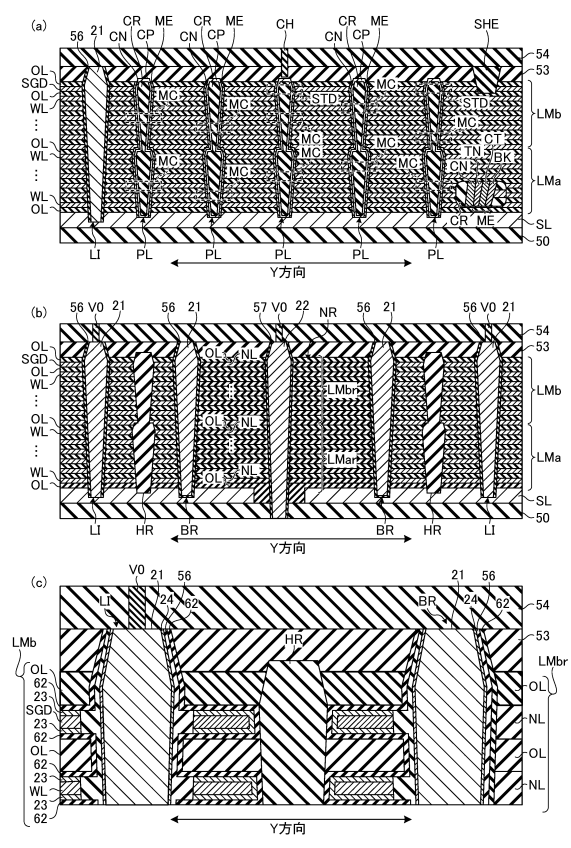 (a)
56 21 CR ME CR ME CH CR ME SHE
CN CP CN CP CN CP
54
OL 53
SGD
OL MC MC MC MC STD
WL MC STD MC LMb
⋮ MC CT
OL MC MC TN
WL MC MC MC MC CN BK
⋮ LMa
WL
OL SL
CR ME 50
LI PL PL PL PL PL
Y方向
(b)
56 V0 21 56 21 57 V0 22 NR 56 21 56 V0 21
54
OL 53
SGD OL NL
OL
WL LMbr LMb
⋮ ⋮
OL OL NL
WL ⋮
⋮ LMar LMa
WL OL NL
OL SL
50
LI HR BR BR HR LI
Y方向
(c)
V0 21 56 21 56
LI 24 62 BR 24 62
54
LMb HR 53
LMbr
OL
62 OL
23
SGD NL
23
62
OL OL
62
23
WL NL
23
62
Y方向